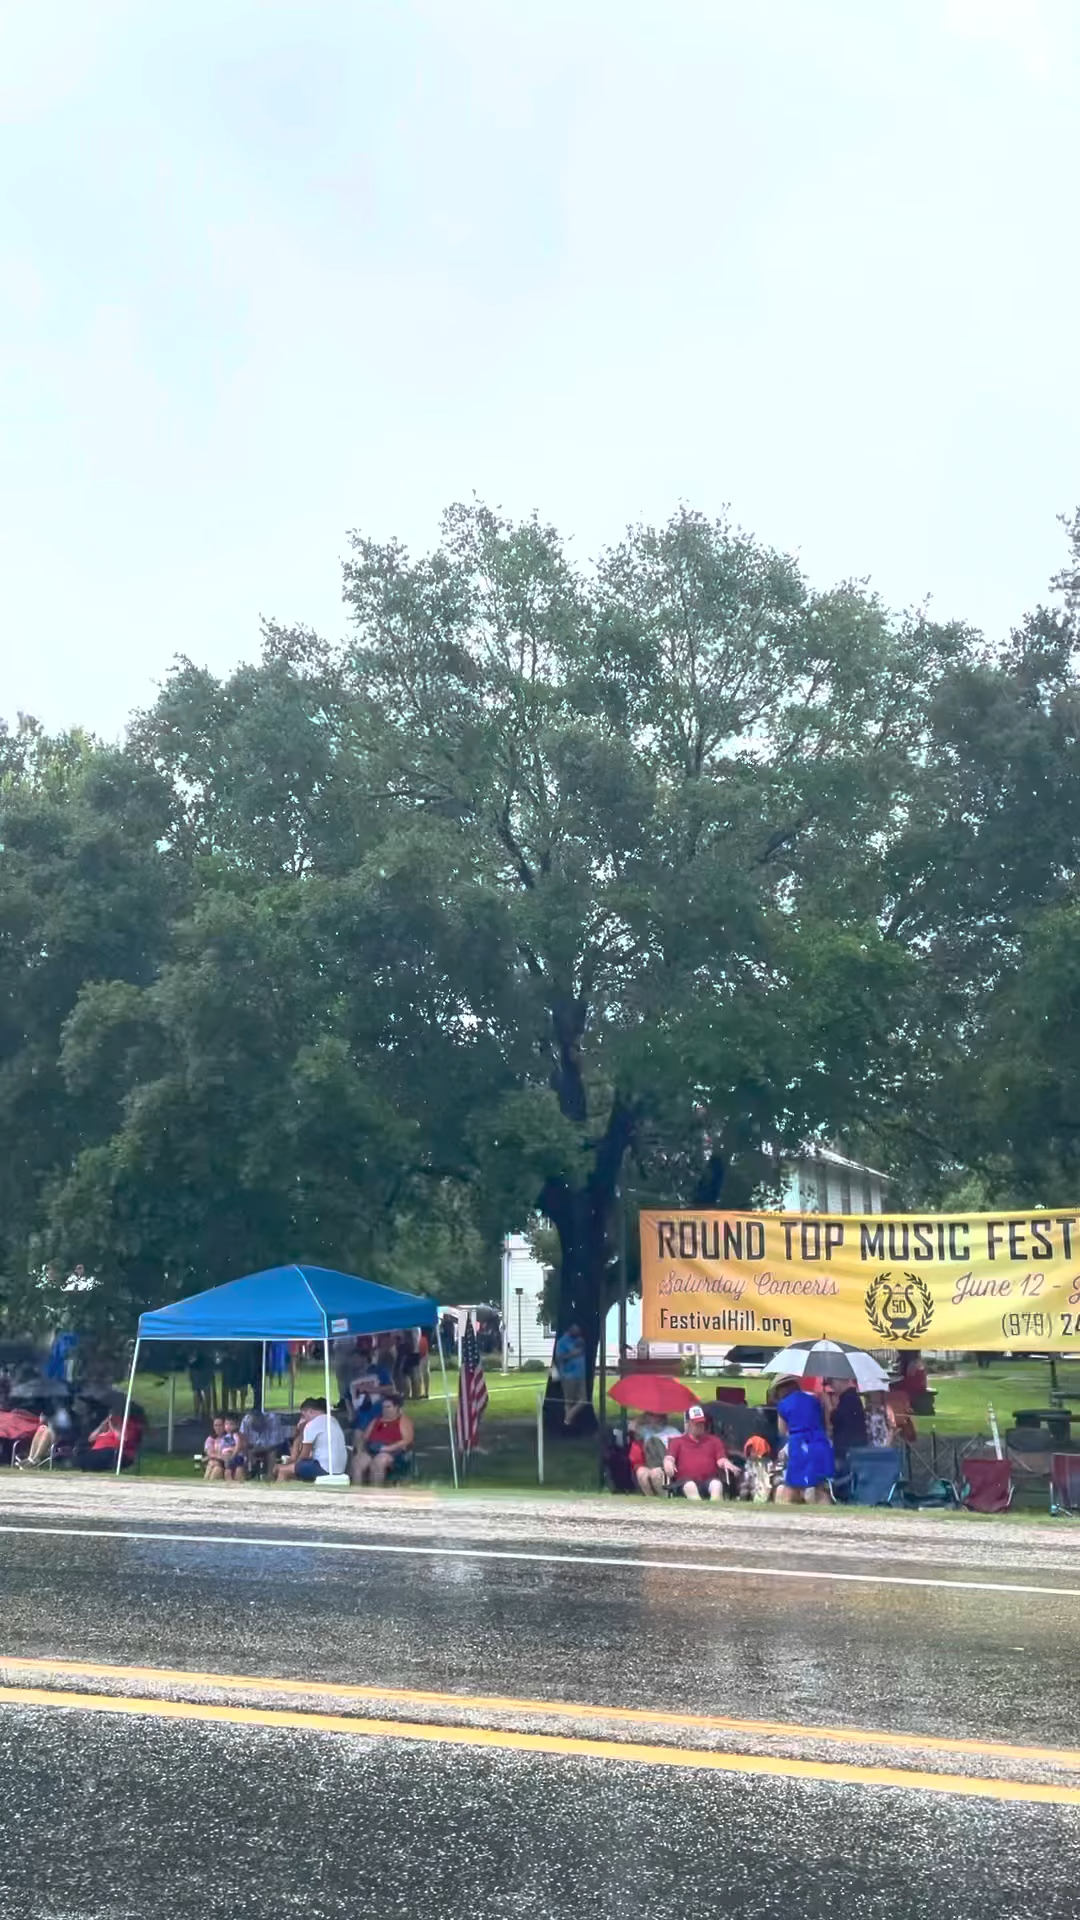 ROUND TOP MUSIC FEST
Saturday Concerts
50
June 12 - J
FestivalHill.org
(979) 24